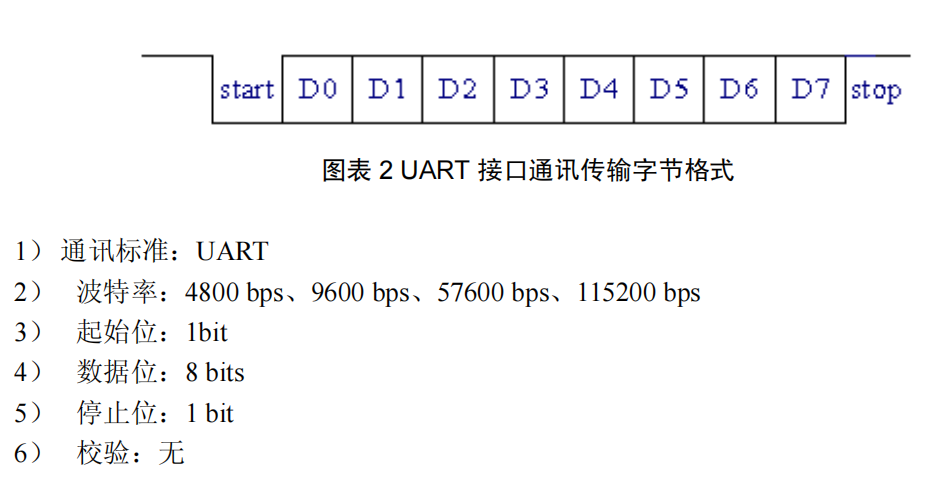 start D0 D1 D2 D3 D4 D5 D6 D7 stop
图表 2 UART 接口通讯传输字节格式
1） 通讯标准：UART
2） 波特率：4800 bps、9600 bps、57600 bps、115200 bps
3） 起始位：1bit
4） 数据位：8 bits
5） 停止位：1 bit
6） 校验：无